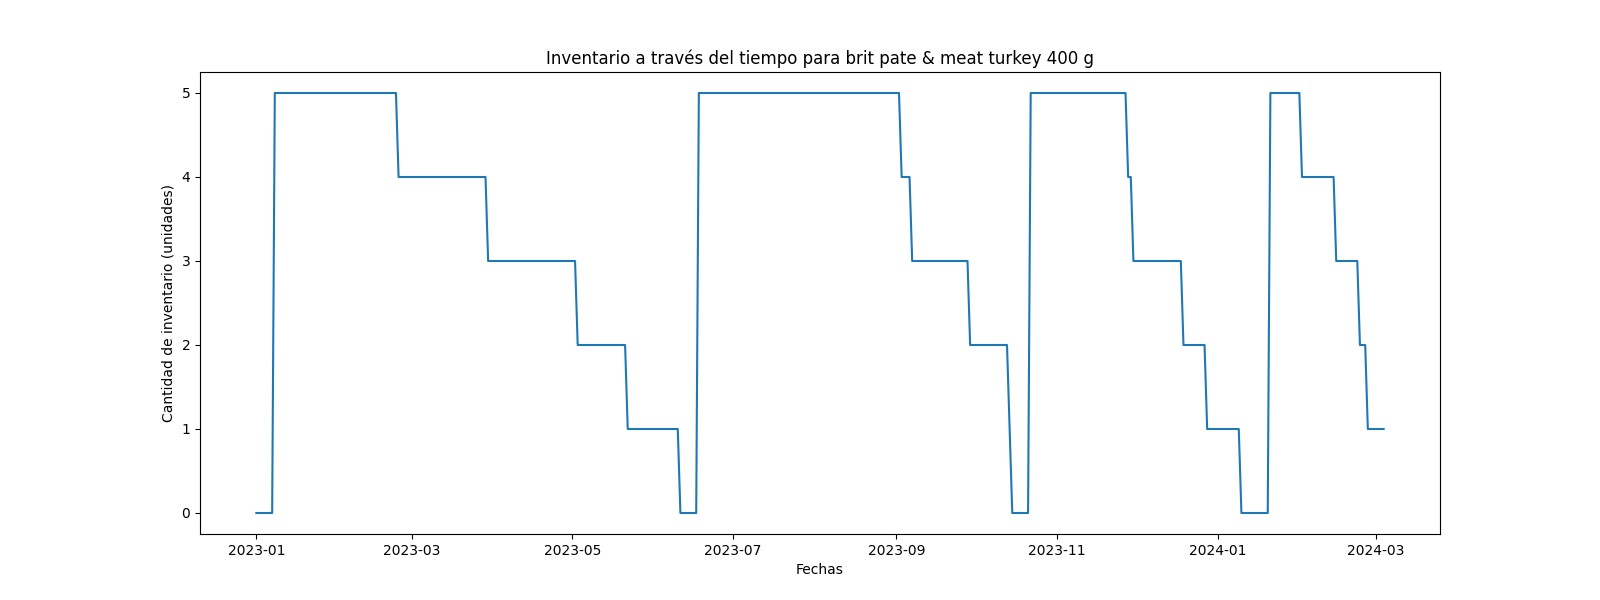 Inventario a través del tiempo para brit pate & meat turkey 400 g
Cantidad de inventario (unidades)
5
4
3
2
1
0
2023-01 2023-03 2023-05 2023-07 2023-09 2023-11 2024-01 2024-03
Fechas